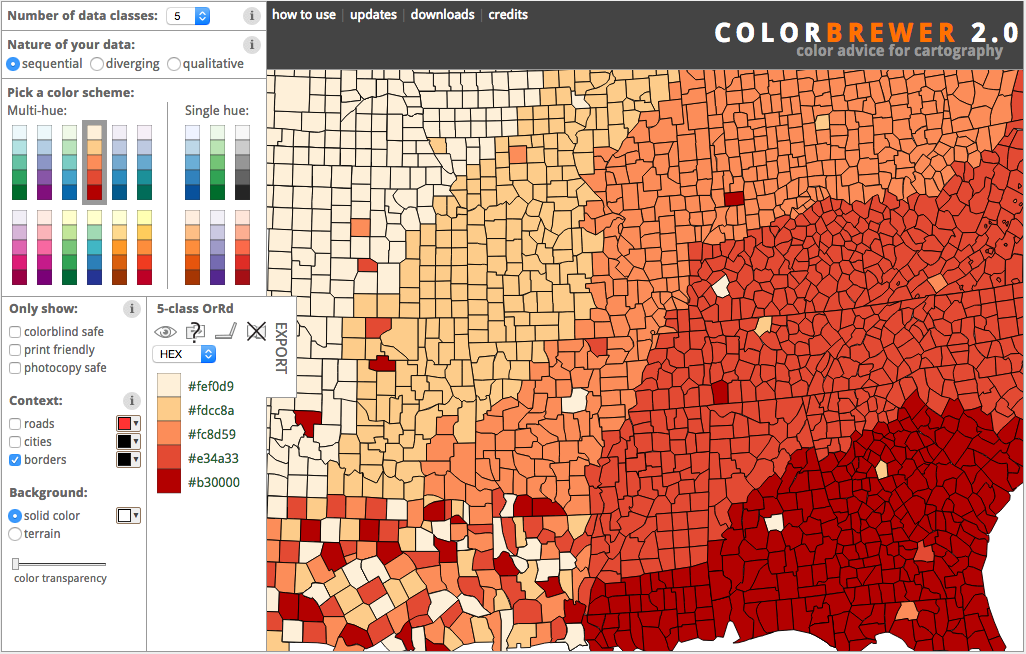 Number of data classes: 5 i
how to use | updates | downloads | credits
COLORBREWER 2.0
color advice for cartography
Nature of your data: i
sequential diverging qualitative
Pick a color scheme:
Multi-hue: Single hue:
Only show: i
colorblind safe
print friendly
photocopy safe
Context: i
roads
cities
borders
Background:
solid color
terrain
color transparency
5-class OrRd
?
HEX
EXPORT
#fef0d9
#fdcc8a
#fc8d59
#e34a33
#b30000